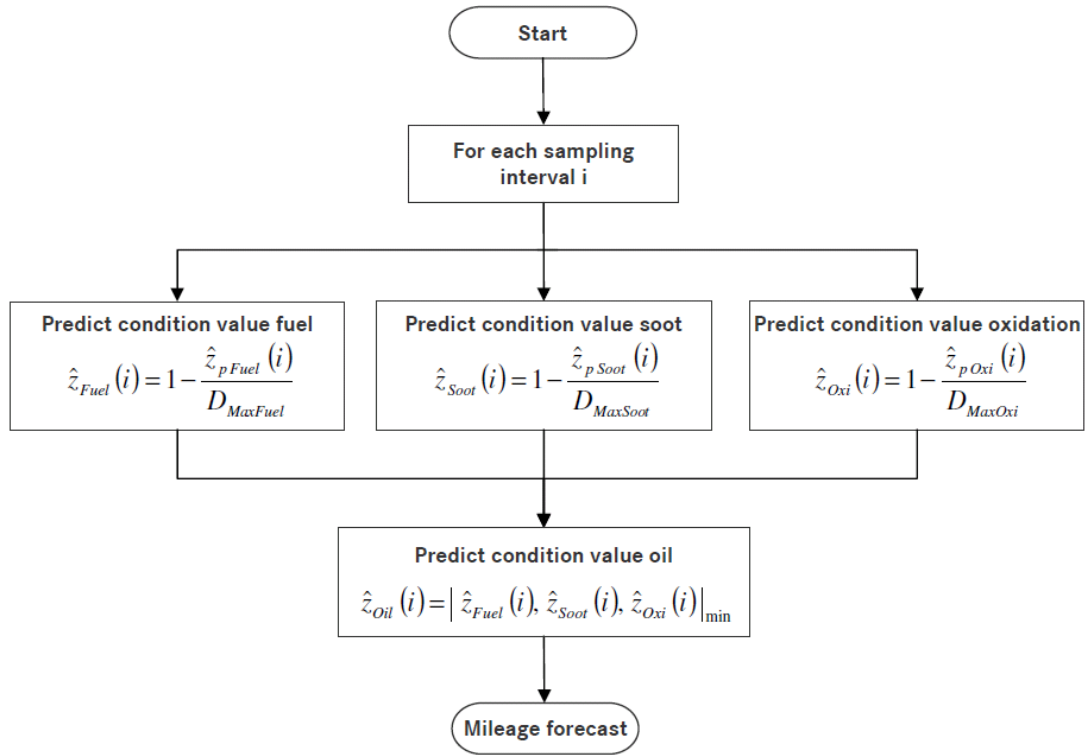 Start
For each sampling
interval i
Predict condition value fuel
ẑ_Fuel (i) = 1 − ẑ_pFuel (i) / D_MaxFuel
Predict condition value soot
ẑ_Soot (i) = 1 − ẑ_pSoot (i) / D_MaxSoot
Predict condition value oxidation
ẑ_Oxi (i) = 1 − ẑ_pOxi (i) / D_MaxOxi
Predict condition value oil
ẑ_Oil (i) = | ẑ_Fuel (i), ẑ_Soot (i), ẑ_Oxi (i)|_min
Mileage forecast